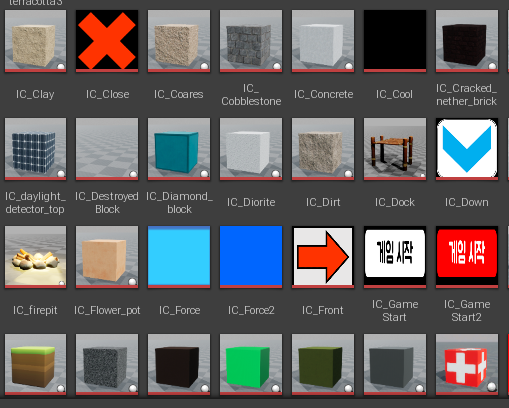 terracotta3
IC_Clay
IC_Close
IC_Coares
IC_
Cobblestone
IC_Concrete
IC_Cool
IC_Cracked_
nether_brick
IC_daylight_
detector_top
IC_Destroyed
Block
IC_Diamond_
block
IC_Diorite
IC_Dirt
IC_Dock
IC_Down
게임 시작
게임 시작
IC_firepit
IC_Flower_pot
IC_Force
IC_Force2
IC_Front
IC_Game
Start
IC_Game
Start2